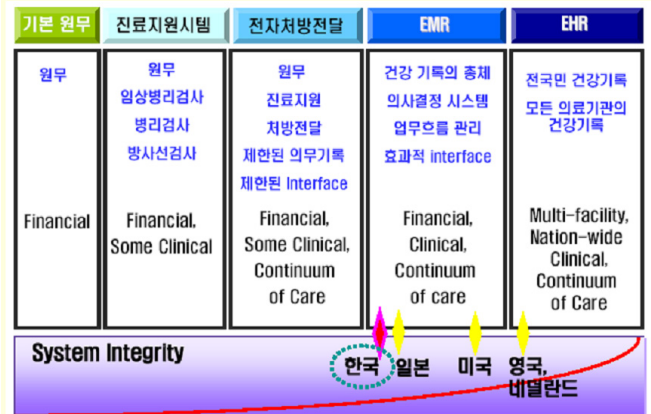 기본 원무
진료지원시템
전자처방전달
EMR
EHR
원무
Financial
원무
임상병리검사
병리검사
방사선검사
Financial,
Some Clinical
원무
진료지원
처방전달
제한된 의무기록
제한된 Interface
Financial,
Some Clinical,
Continuum
of Care
건강 기록의 총체
의사결정 시스템
업무흐름 관리
효과적 interface
Financial,
Clinical,
Continuum
of care
전국민 건강기록
모든 의료기관의
건강기록
Multi-facility,
Nation-wide
Clinical,
Continuum
of Care
System Integrity
한국
일본
미국
영국,
네덜란드